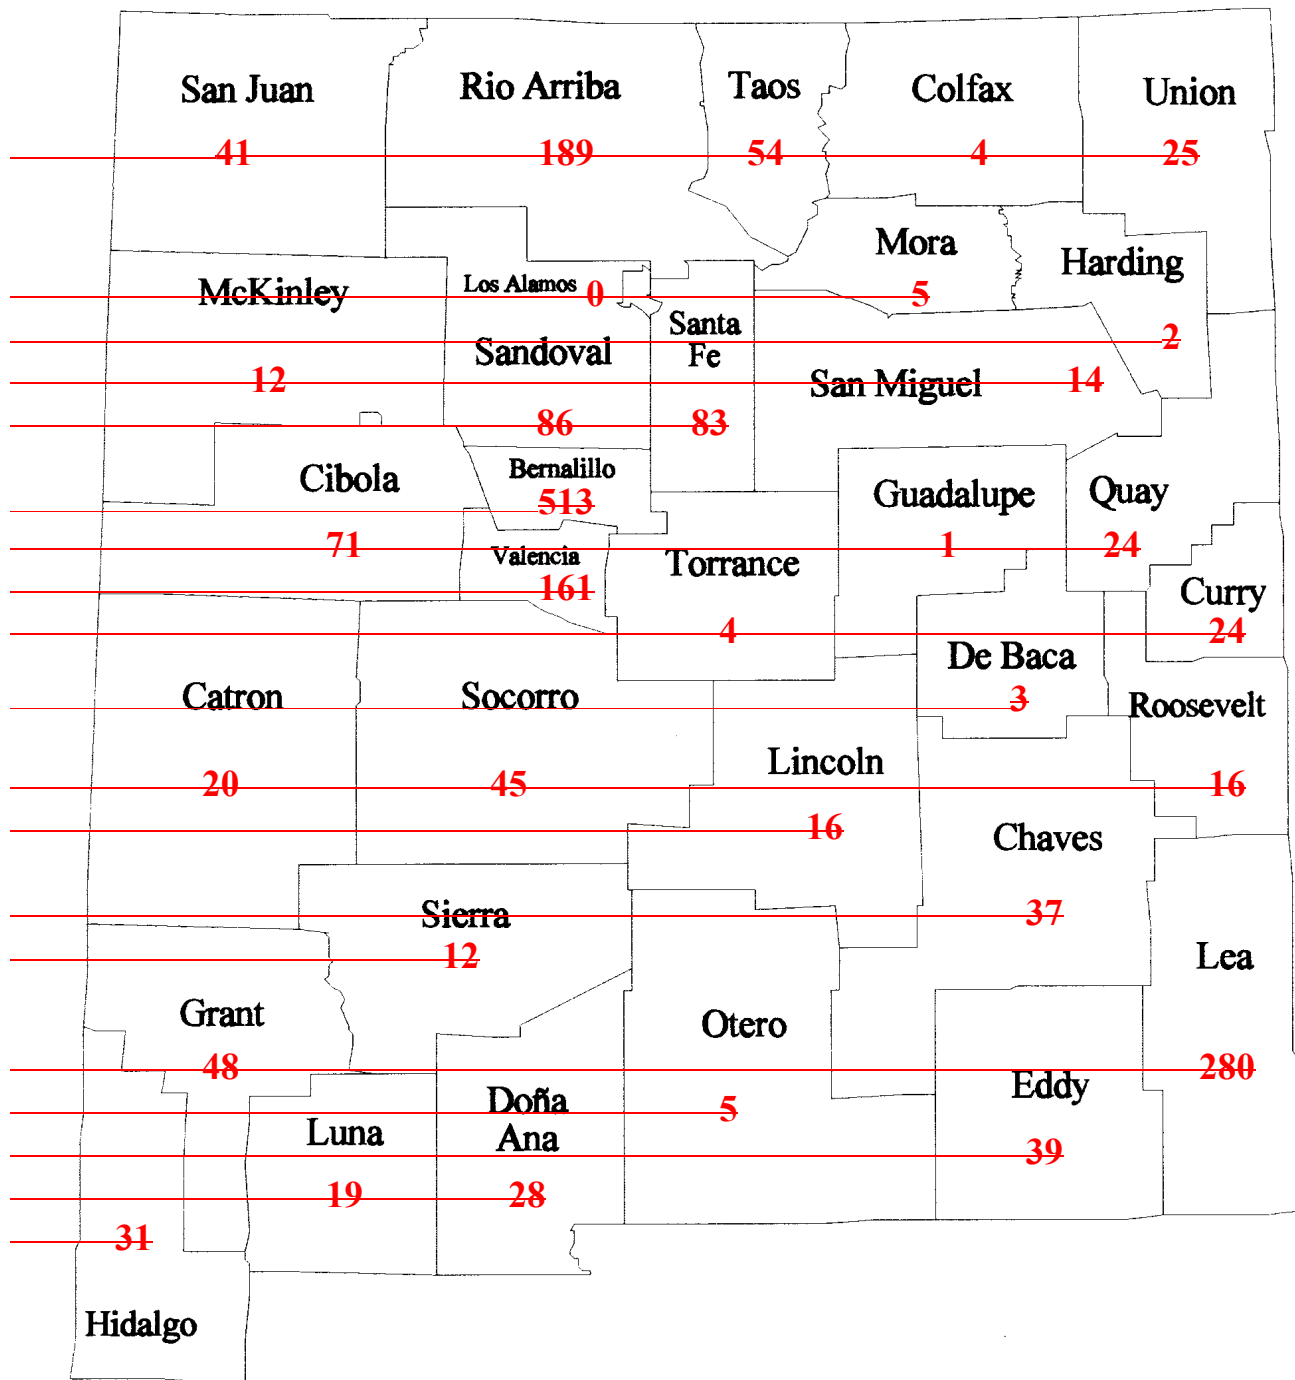 San Juan Rio Arriba Taos Colfax Union
41 189 54 4 25
Mora Harding
McKinley Los Alamos 0 5
Santa
Fe
2
Sandoval San Miguel
12 14
86 83
Cibola Bernalillo Guadalupe Quay
513
71 Valencia 1 24
161 Torrance Curry
4 24
De Baca
3
Catron Socorro Roosevelt
Lincoln
20 45 16
16 Chaves
Sierra 37
12 Lea
Grant Otero
48 280
Eddy
Doña
Ana
5
Luna
39
19 28
31
Hidalgo